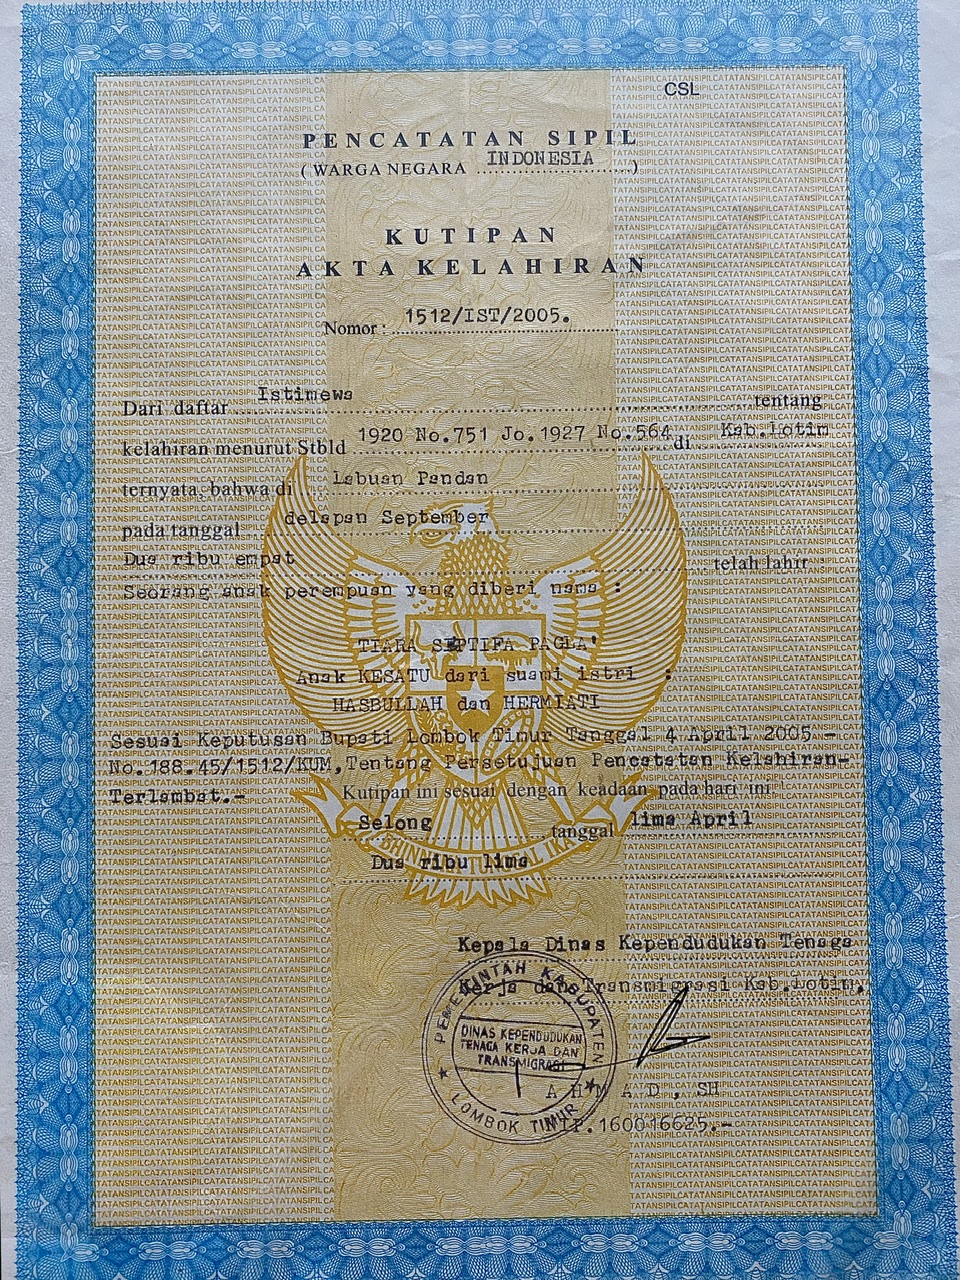 CSL
PENCATATAN SIPIL
( WARGA NEGARA INDONESIA )
KUTIPAN
AKTA KELAHIRAN
Nomor : 1512/IST/2005.
Dari daftar Istimewa tentang
kelahiran menurut Stbld 1920 No.751 Jo.1927 No.564 di Kab.Lotim
ternyata, bahwa di Labuan Pandan
pada tanggal delapan September
Dua ribu empat telah lahir
Seorang anak perempuan yang diberi nama :
TIARA SEPTIFA PAGLA'
Anak KESATU dari suami istri :
HASBULLAH dan HERMIATI
Sesuai Keputusan Bupati Lombok Timur Tanggal 4 April 2005 -
No.188.45/1512/KUM,Tentang Persetujuan Pencatatan Kelahiran-
Terlambat.-
Kutipan ini sesuai dengan keadaan pada hari ini
Selong, tanggal lima April
Dua ribu lima
BHINNEKA TUNGGAL IKA
Kepala Dinas Kependudukan Tenaga
Kerja dan Transmigrasi Kab.Lotim,
PEMERINTAH KABUPATEN
DINAS KEPENDUDUKAN
TENAGA KERJA DAN
TRANSMIGRASI
LOMBOK TIMUR
A H M A D , SH
NIP.160016625.-